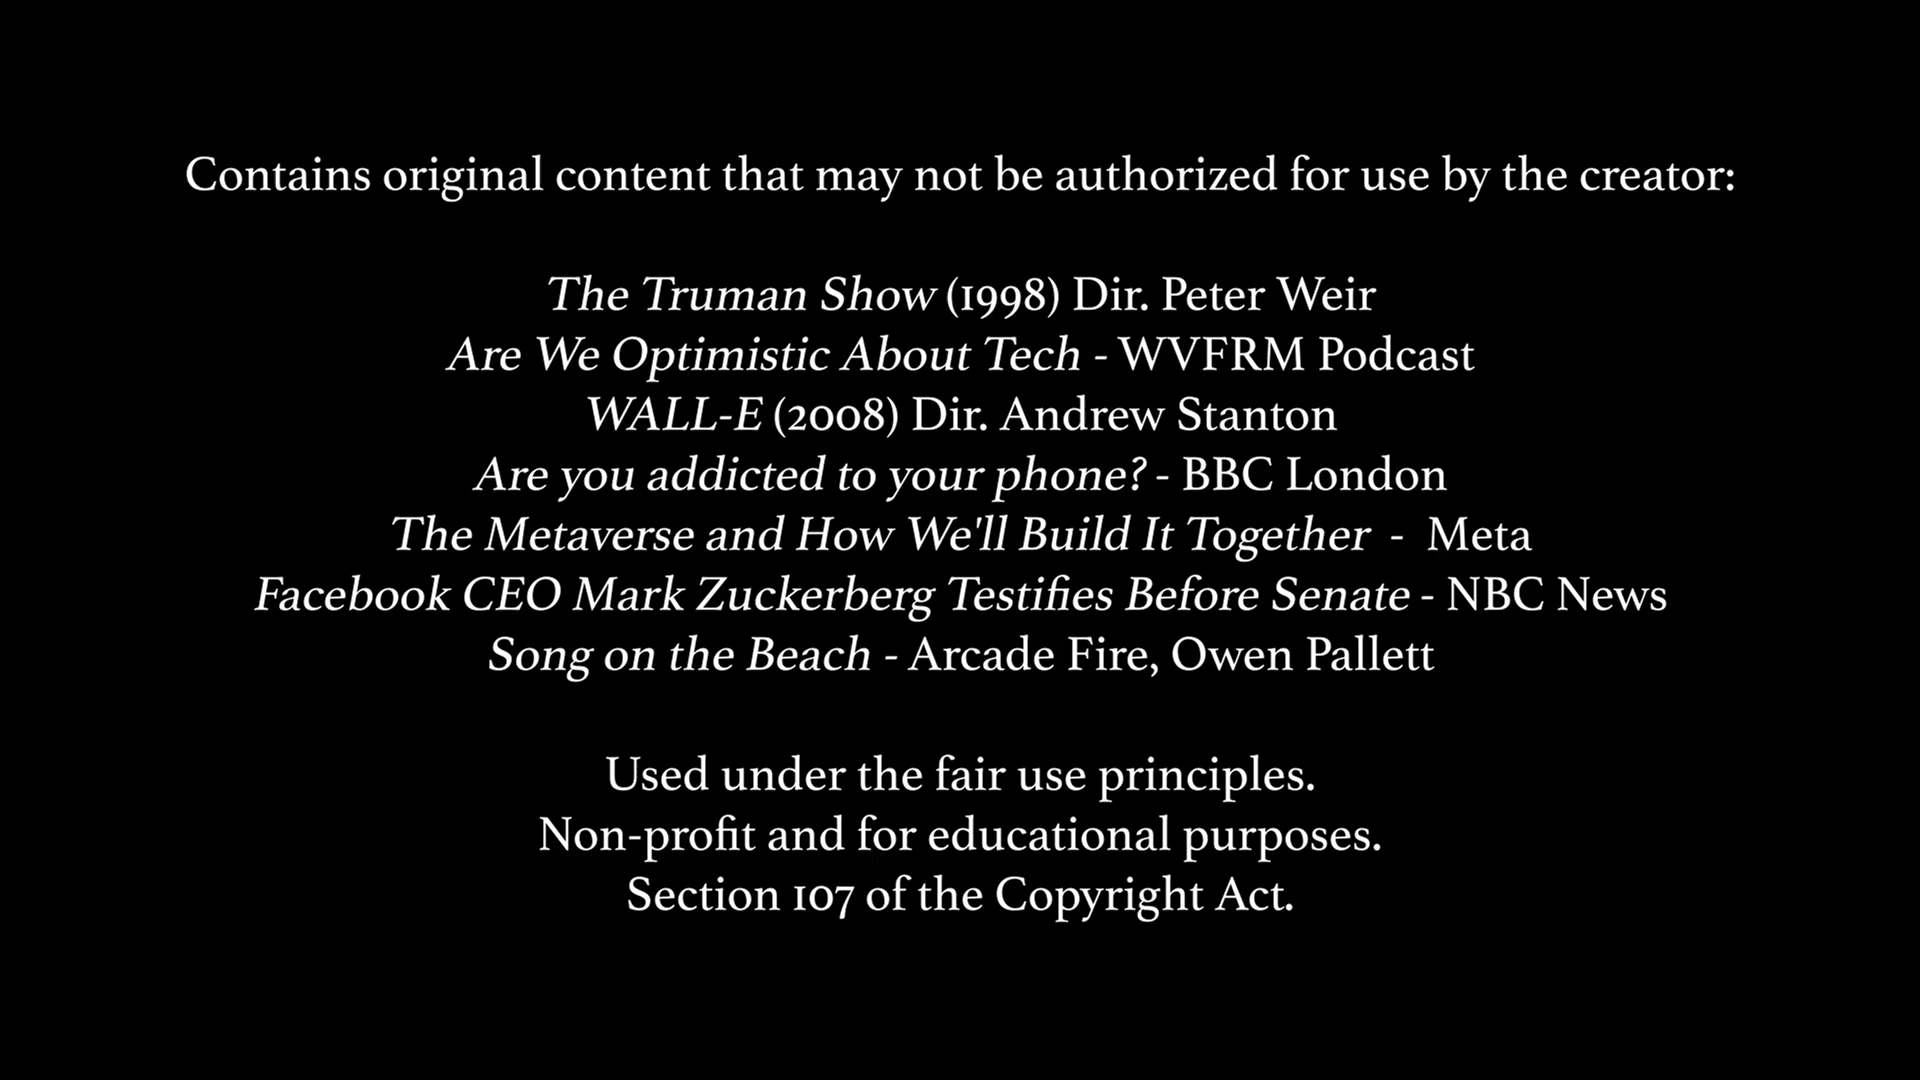 Contains original content that may not be authorized for use by the creator:
The Truman Show (1998) Dir. Peter Weir
Are We Optimistic About Tech - WVFRM Podcast
WALL-E (2008) Dir. Andrew Stanton
Are you addicted to your phone? - BBC London
The Metaverse and How We'll Build It Together - Meta
Facebook CEO Mark Zuckerberg Testifies Before Senate - NBC News
Song on the Beach - Arcade Fire, Owen Pallett
Used under the fair use principles.
Non-profit and for educational purposes.
Section 107 of the Copyright Act.